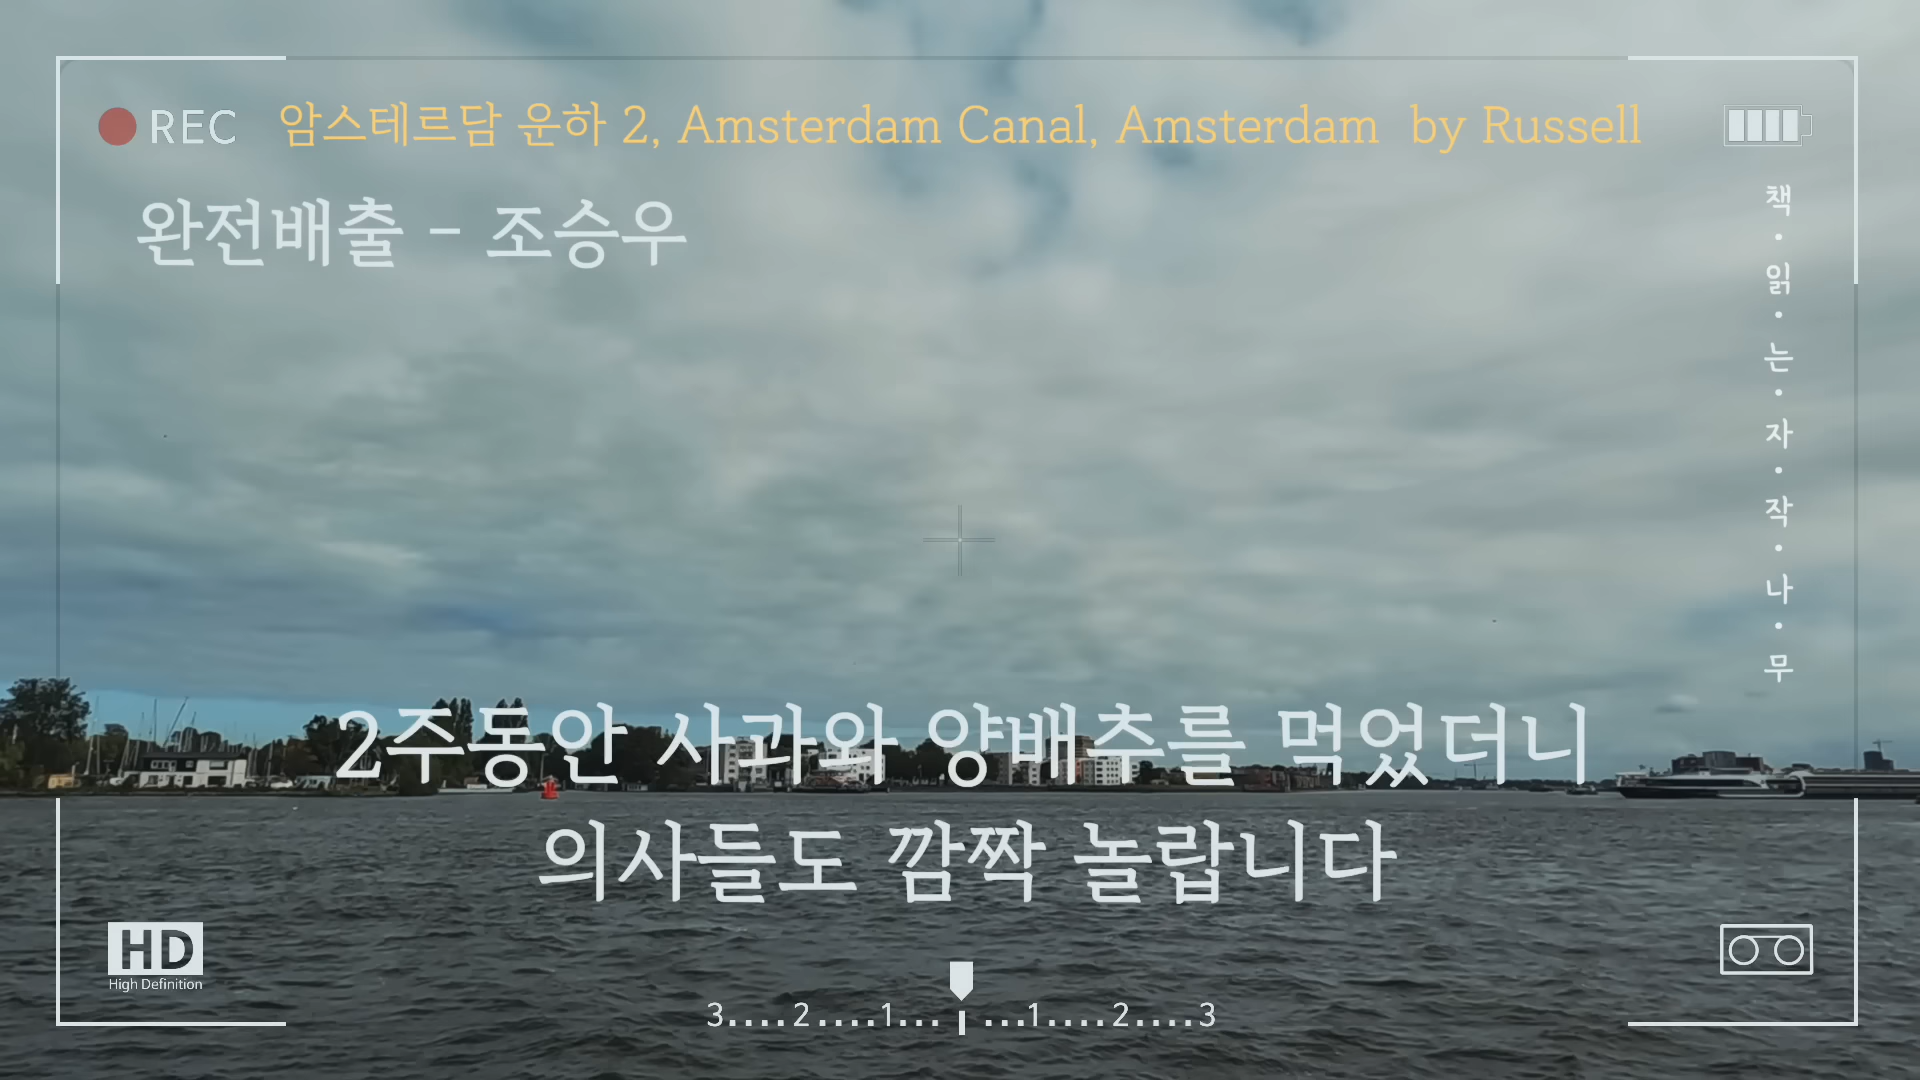 REC 암스테르담 운하 2, Amsterdam Canal, Amsterdam by Russell
완전배출 - 조승우
책·읽·는·자·작·나·무
2주동안 사과와 양배추를 먹었더니
의사들도 깜짝 놀랍니다
HD
High Definition
3....2....1... ...1....2....3